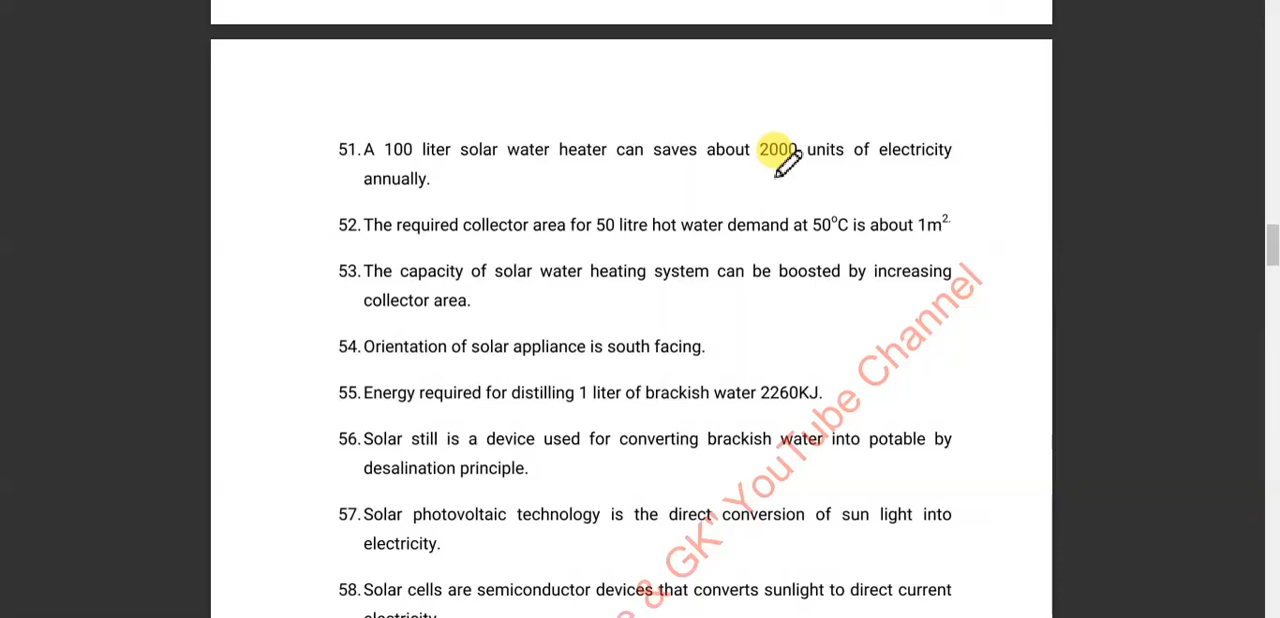 51. A 100 liter solar water heater can saves about 2000 units of electricity
annually.
52. The required collector area for 50 litre hot water demand at 50°C is about 1m².
53. The capacity of solar water heating system can be boosted by increasing
collector area.
54. Orientation of solar appliance is south facing.
55. Energy required for distilling 1 liter of brackish water 2260KJ.
56. Solar still is a device used for converting brackish water into potable by
desalination principle.
57. Solar photovoltaic technology is the direct conversion of sun light into
electricity.
58. Solar cells are semiconductor devices that converts sunlight to direct current
electricity
& GK" YouTube Channel